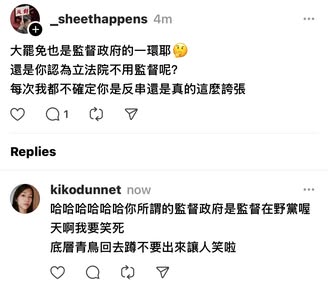 _sheethappens 4m
大罷免也是監督政府的一環耶🤔
還是你認為立法院不用監督呢?
每次我都不確定你是反串還是真的這麼誇張
1
Replies
kikodunnet now
哈哈哈哈哈哈你所謂的監督政府是監督在野黨喔
天啊我要笑死
底層青鳥回去蹲不要出來讓人笑啦